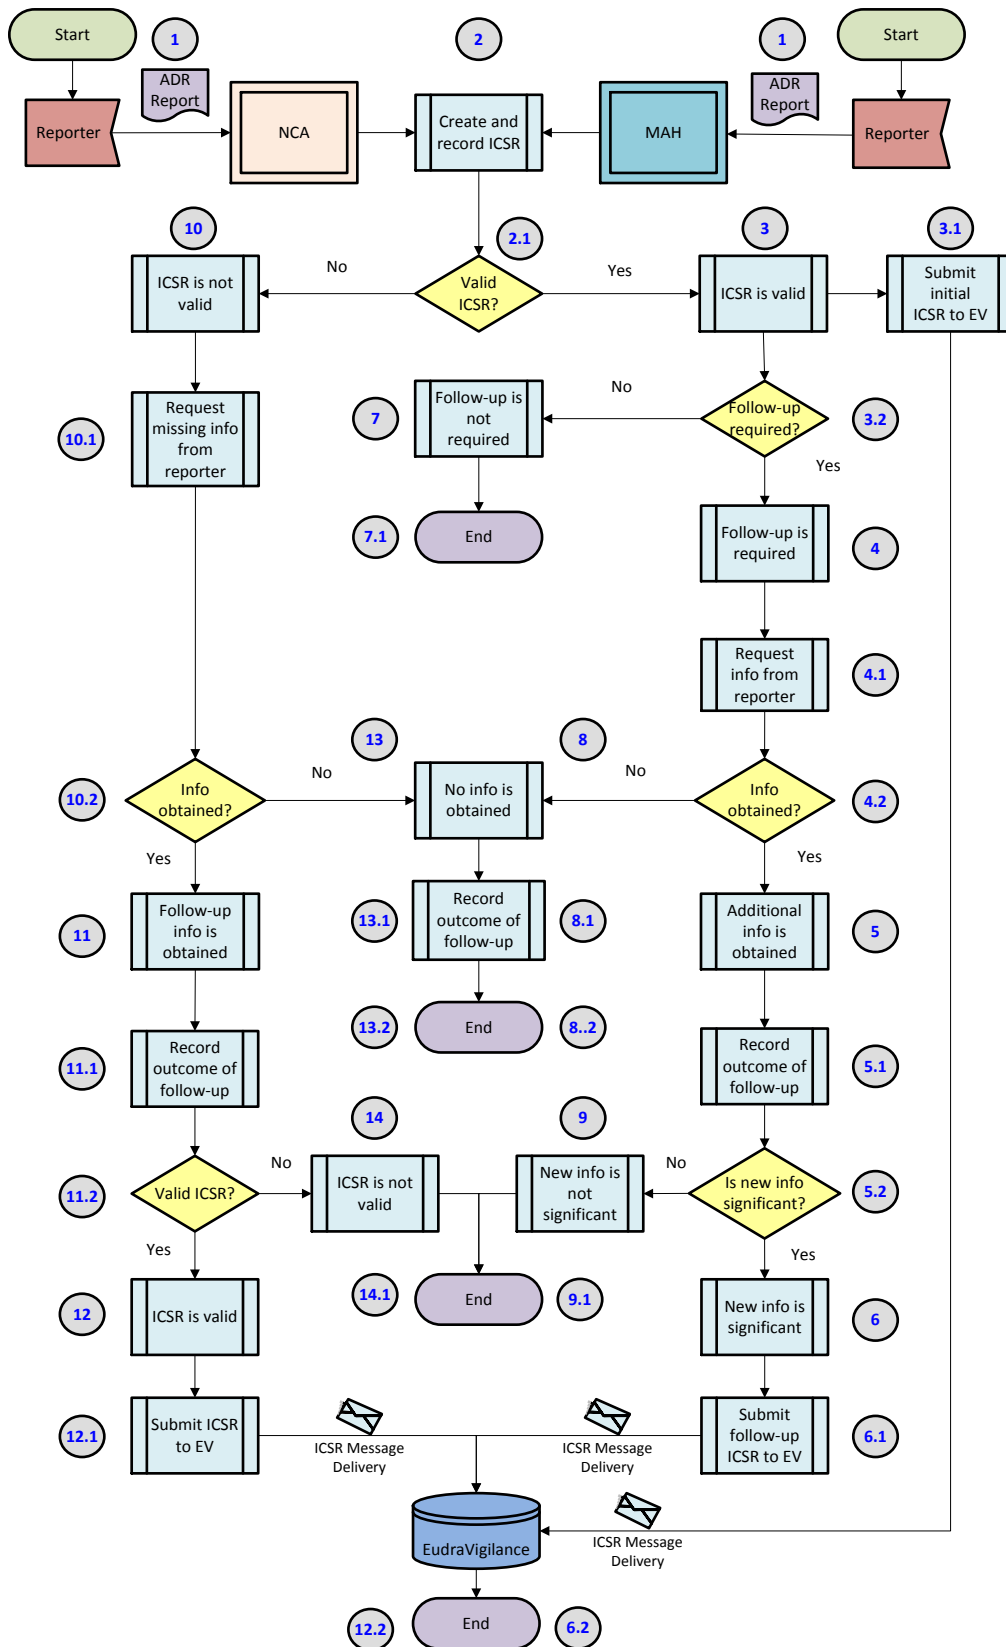 Start
1
2
1
Start
ADR
Report
ADR
Report
Reporter
NCA
Create and
record ICSR
MAH
Reporter
10
2.1
3
3.1
ICSR is not
valid
No
Valid
ICSR?
Yes
ICSR is valid
Submit
initial
ICSR to EV
10.1
Request
missing info
from
reporter
7
Follow-up is
not
required
No
Follow-up
required?
3.2
Yes
7.1
End
Follow-up is
required
4
Request
info from
reporter
4.1
13
8
10.2
Info
obtained?
No
No info is
obtained
No
Info
obtained?
4.2
Yes
Yes
11
Follow-up
info is
obtained
13.1
Record
outcome of
follow-up
8.1
Additional
info is
obtained
5
13.2
End
8..2
11.1
Record
outcome of
follow-up
Record
outcome of
follow-up
5.1
14
9
11.2
Valid ICSR?
No
ICSR is not
valid
New info is
not
significant
No
Is new info
significant?
5.2
Yes
Yes
14.1
End
9.1
12
ICSR is valid
New info is
significant
6
12.1
Submit ICSR
to EV
ICSR Message
Delivery
ICSR Message
Delivery
Submit
follow-up
ICSR to EV
6.1
EudraVigilance
ICSR Message
Delivery
12.2
End
6.2